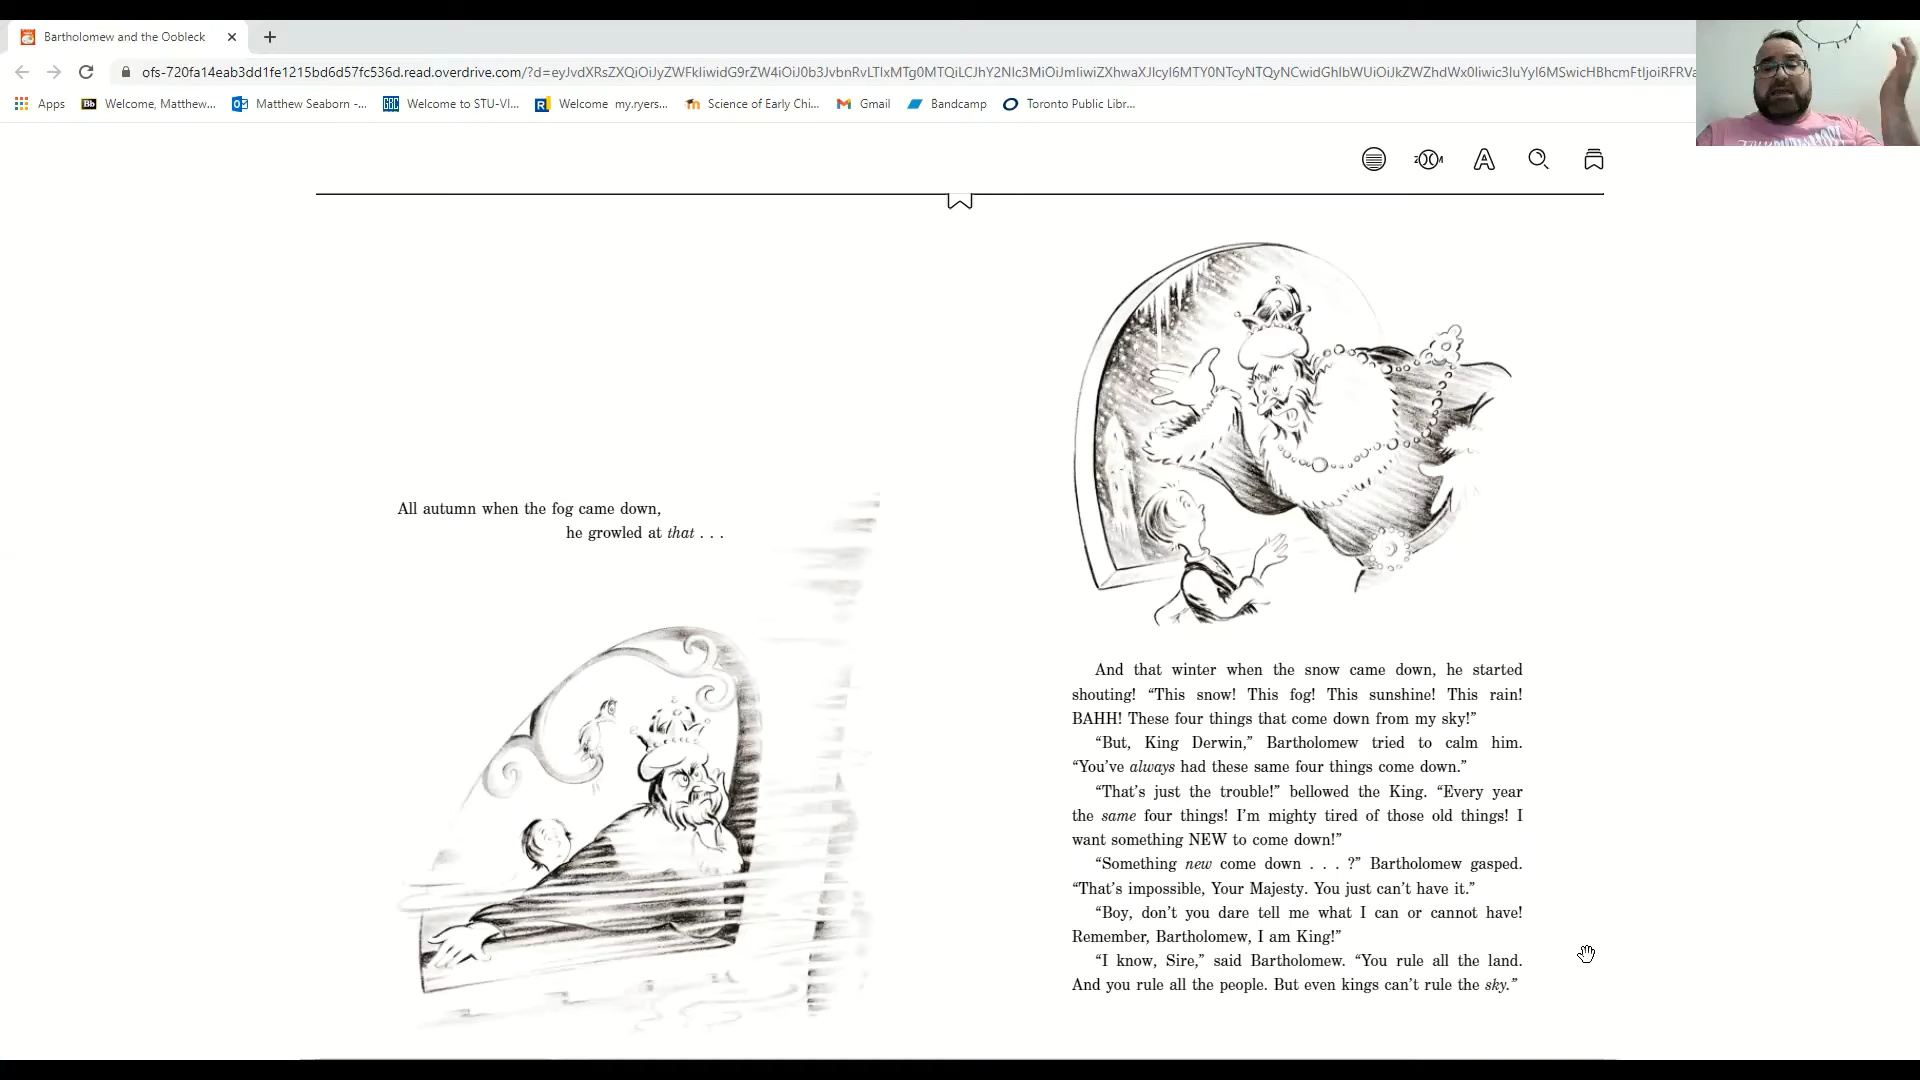 Bartholomew and the Oobleck
Apps
Welcome, Matthew...
Matthew Seaborn -...
Welcome to STU-VI...
Welcome my.ryers...
Science of Early Chi...
Gmail
Bandcamp
Toronto Public Libr...
All autumn when the fog came down,
he growled at that . . .
And that winter when the snow came down, he started
shouting! “This snow! This fog! This sunshine! This rain!
BAHH! These four things that come down from my sky!”
“But, King Derwin,” Bartholomew tried to calm him.
“You’ve always had these same four things come down.”
“That’s just the trouble!” bellowed the King. “Every year
the same four things! I’m mighty tired of those old things! I
want something NEW to come down!”
“Something new come down . . . ?” Bartholomew gasped.
“That’s impossible, Your Majesty. You just can’t have it.”
“Boy, don’t you dare tell me what I can or cannot have!
Remember, Bartholomew, I am King!”
“I know, Sire,” said Bartholomew. “You rule all the land.
And you rule all the people. But even kings can’t rule the sky.”